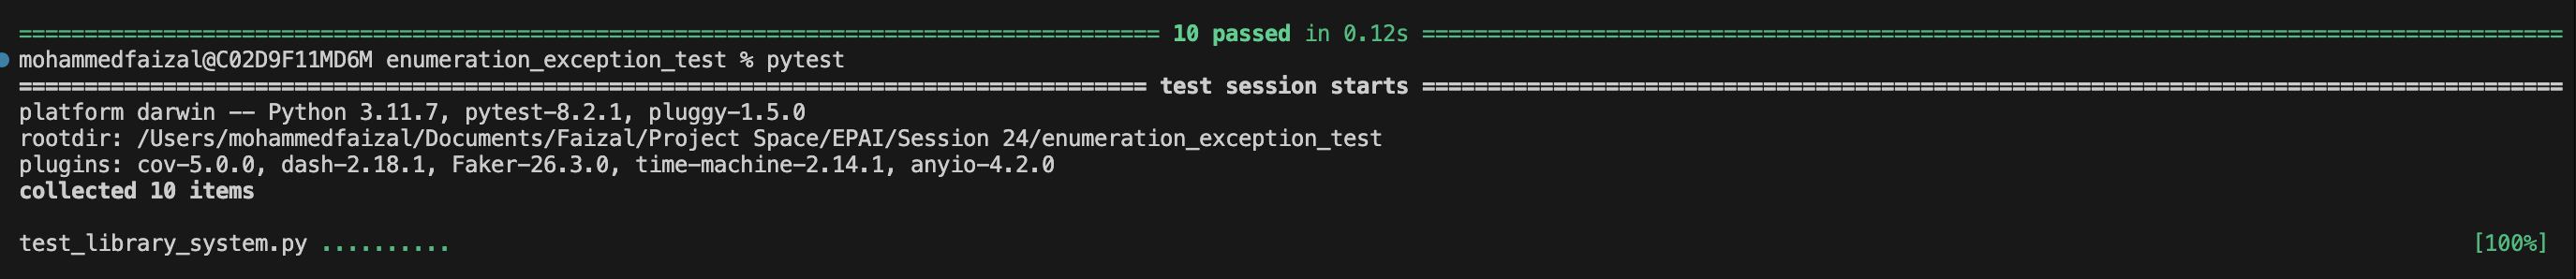 ======================================================================================= 10 passed in 0.12s =======================================================================================
mohammedfaizal@C02D9F11MD6M enumeration_exception_test % pytest
====================================================================================== test session starts =======================================================================================
platform darwin -- Python 3.11.7, pytest-8.2.1, pluggy-1.5.0
rootdir: /Users/mohammedfaizal/Documents/Faizal/Project Space/EPAI/Session 24/enumeration_exception_test
plugins: cov-5.0.0, dash-2.18.1, Faker-26.3.0, time-machine-2.14.1, anyio-4.2.0
collected 10 items
test_library_system.py .......... [100%]